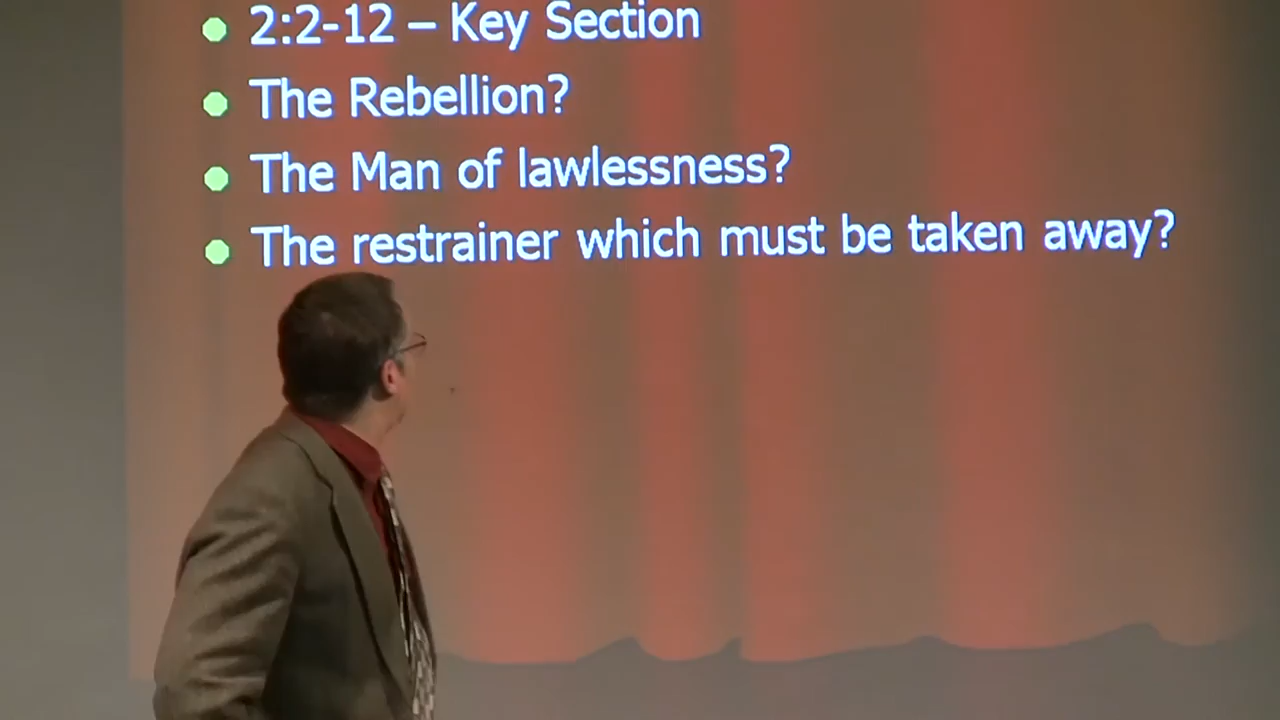 2:2-12 – Key Section
The Rebellion?
The Man of lawlessness?
The restrainer which must be taken away?